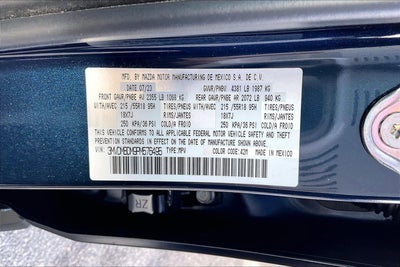 MFD. BY MAZDA MOTOR MANUFACTURING DE MEXICO S.A. DE C.V.
DATE 07/23 GVWR/PNBV 4381 LB 1987 KG
FRONT GAWR/PNBE AV 2355 LB 1068 KG REAR GAWR/PNBE AR 2072 LB 940 KG
WITH/AVEC 215/55R18 95H TIRES/PNEUS WITH/AVEC 215/55R18 95H TIRES/PNEUS
18X7J RIMS/JANTES 18X7J RIMS/JANTES
250 KPA/36 PSI COLD/A FROID 250 KPA/36 PSI COLD/A FROID
THIS VEHICLE CONFORMS TO ALL APPLICABLE FEDERAL MOTOR VEHICLE SAFETY AND THEFT
PREVENTION STANDARDS IN EFFECT ON THE DATE OF MANUFACTURE SHOWN ABOVE.
VIN: TYPE:MPV COLOR CODE:42M
ZR